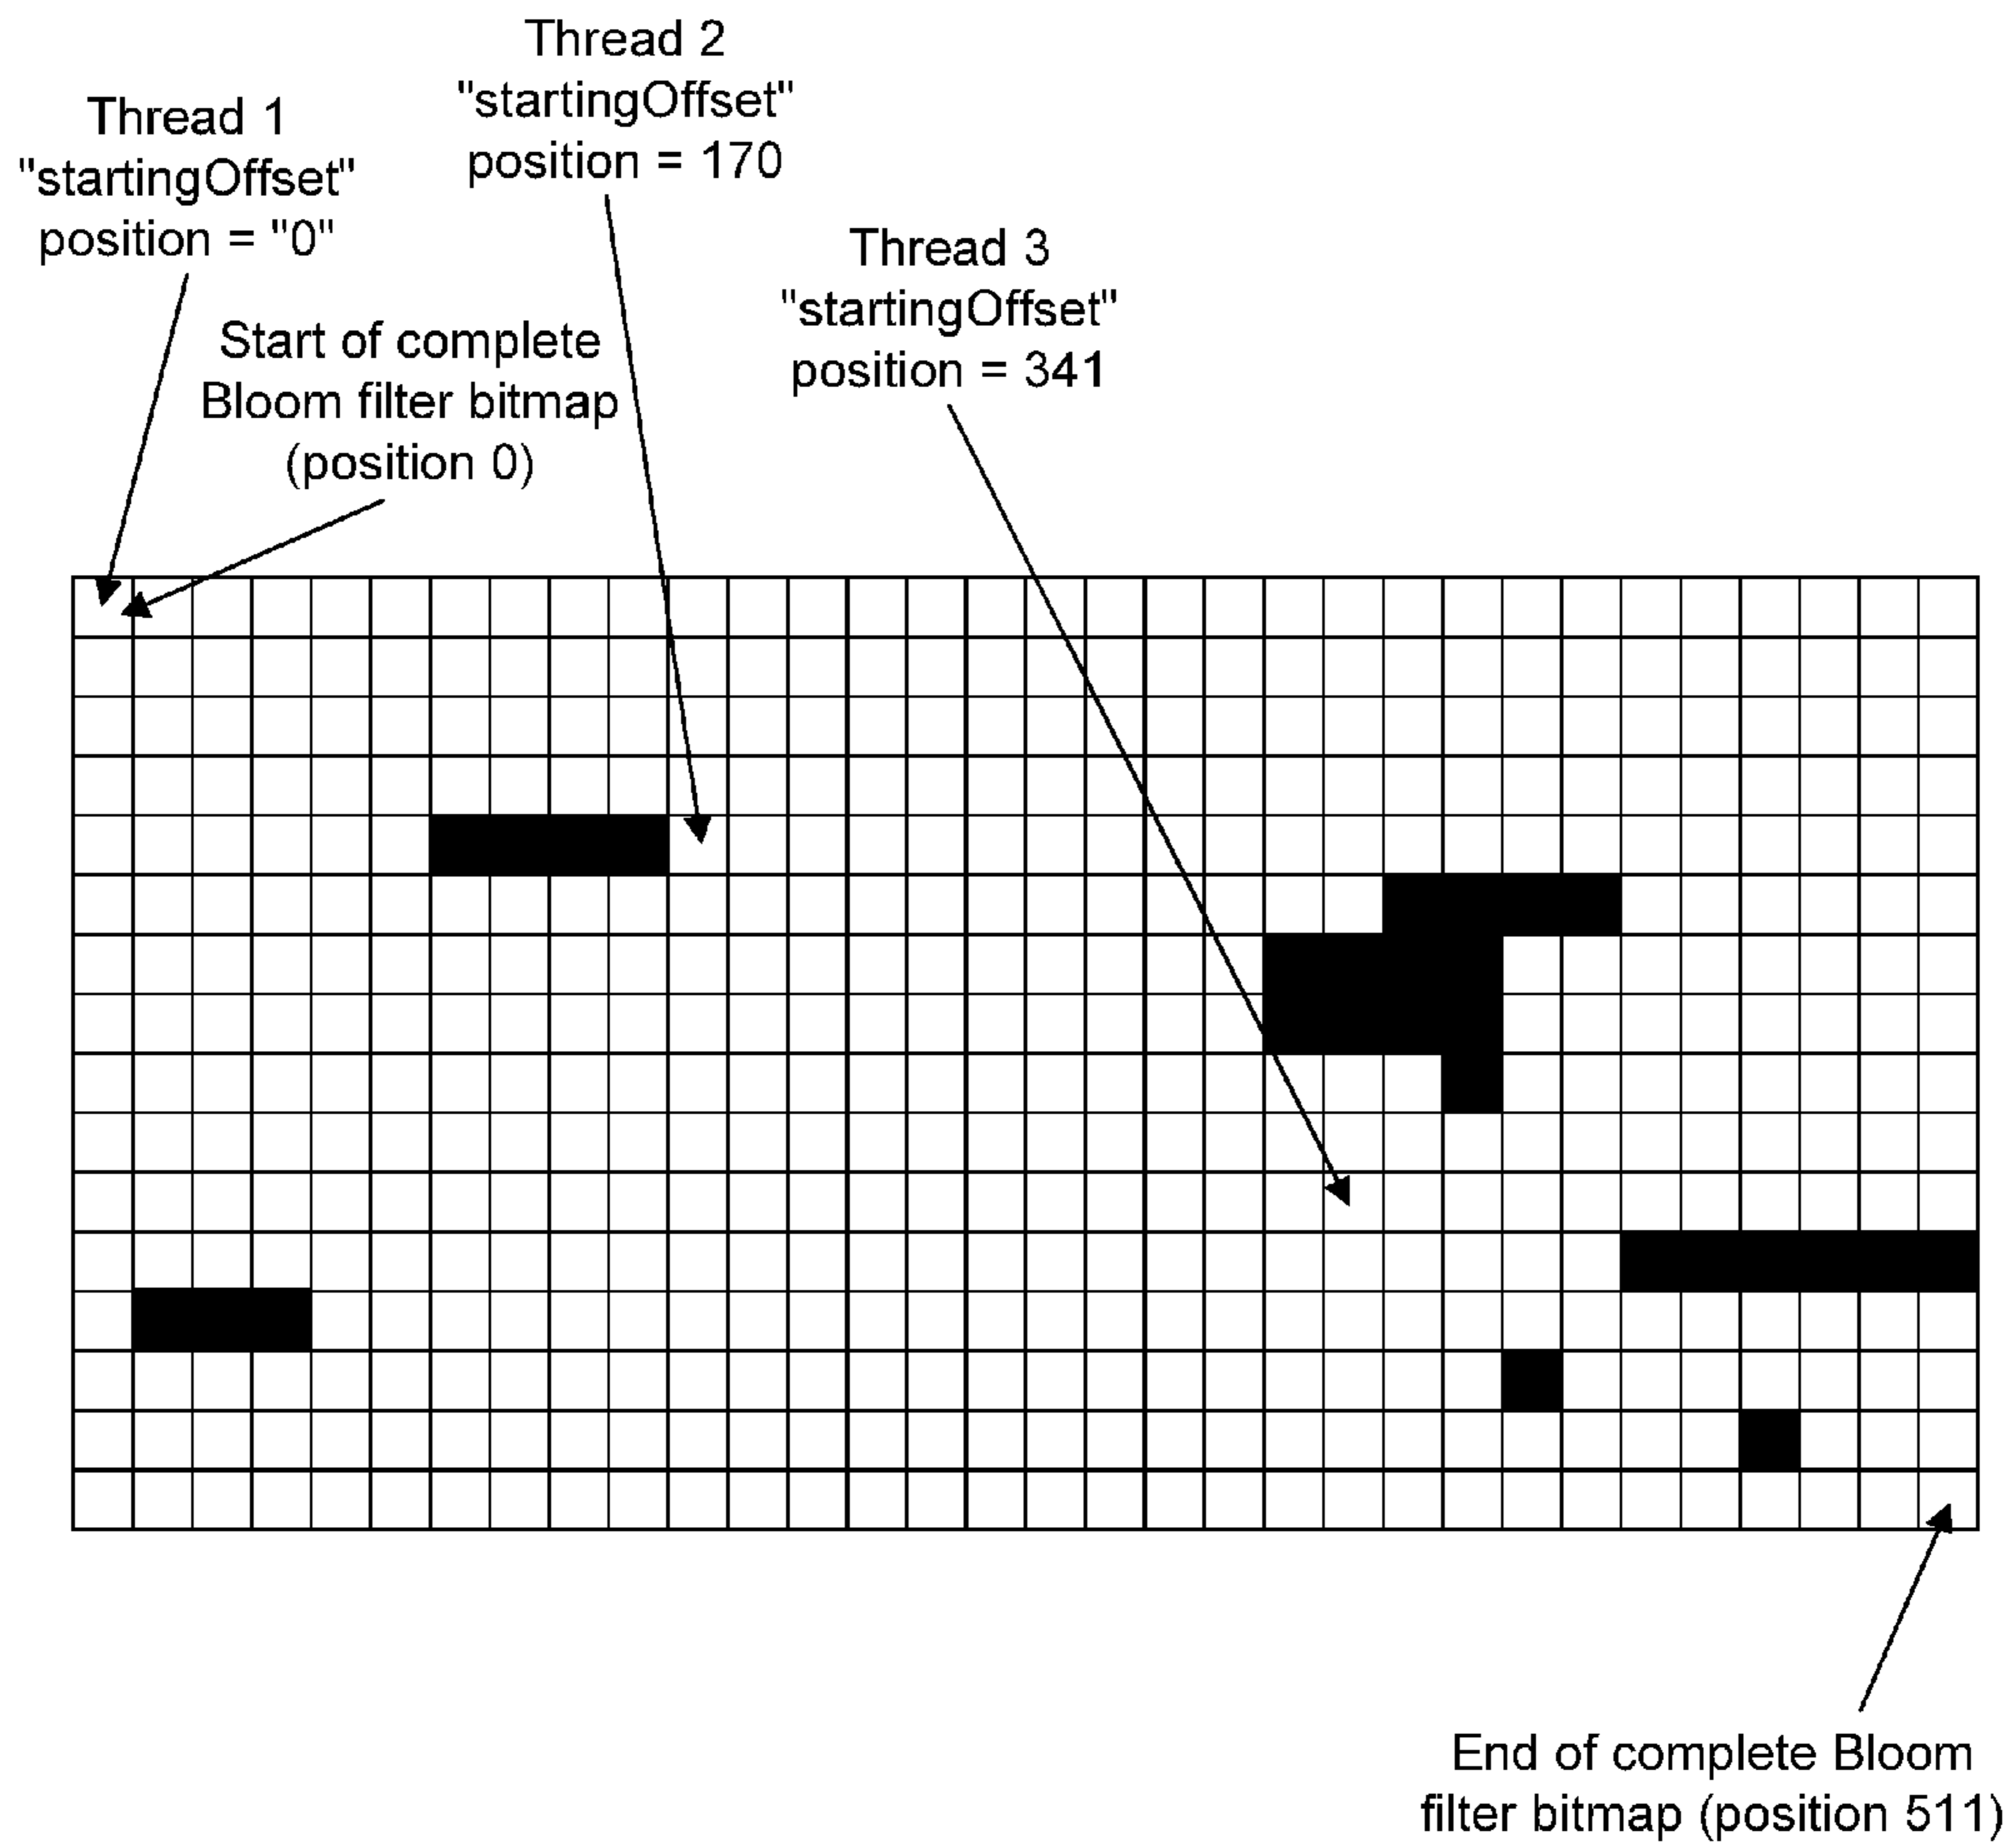 Thread 1
"startingOffset"
position = "0"
Thread 2
"startingOffset"
position = 170
Thread 3
"startingOffset"
position = 341
Start of complete
Bloom filter bitmap
(position 0)
End of complete Bloom
filter bitmap (position 511)